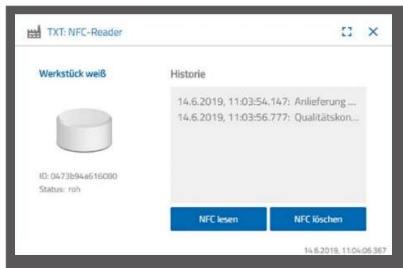 TXT: NFC-Reader
Werkstück weiß
Historie
14.6.2019, 11:03:54.147: Anlieferung ...
14.6.2019, 11:03:56.777: Qualitätskon...
ID: 0473b94a616080
Status: roh
NFC lesen
NFC löschen
14.6.2019, 11:04:06.367